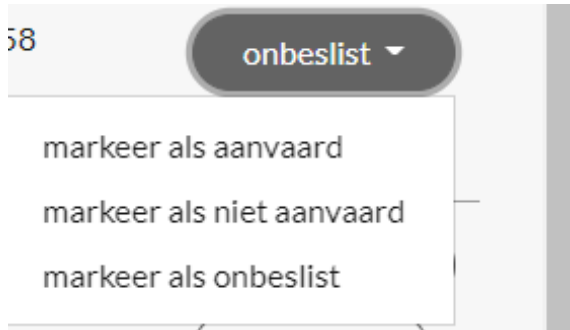 58
onbeslist
markeer als aanvaard
markeer als niet aanvaard
markeer als onbeslist